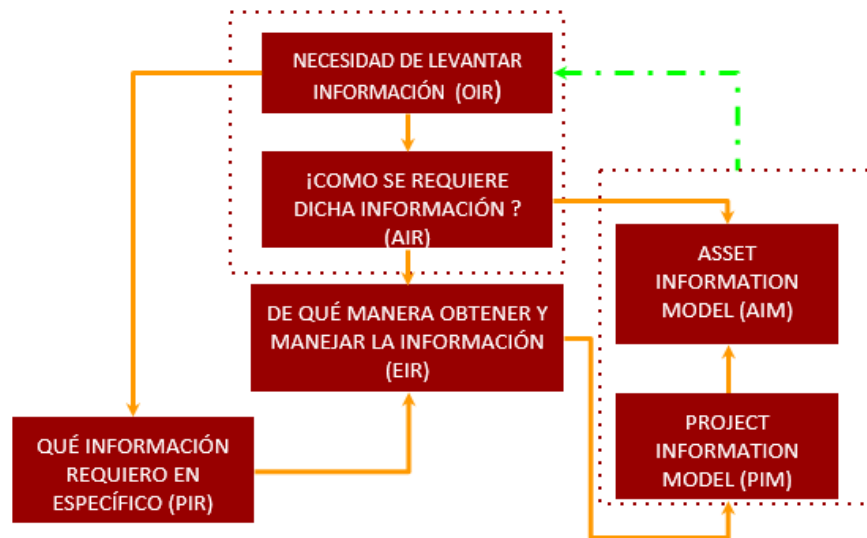 NECESIDAD DE LEVANTAR
INFORMACIÓN (OIR)
¡COMO SE REQUIERE
DICHA INFORMACIÓN ?
(AIR)
DE QUÉ MANERA OBTENER Y
MANEJAR LA INFORMACIÓN
(EIR)
QUÉ INFORMACIÓN
REQUIERO EN
ESPECÍFICO (PIR)
ASSET
INFORMATION
MODEL (AIM)
PROJECT
INFORMATION
MODEL (PIM)